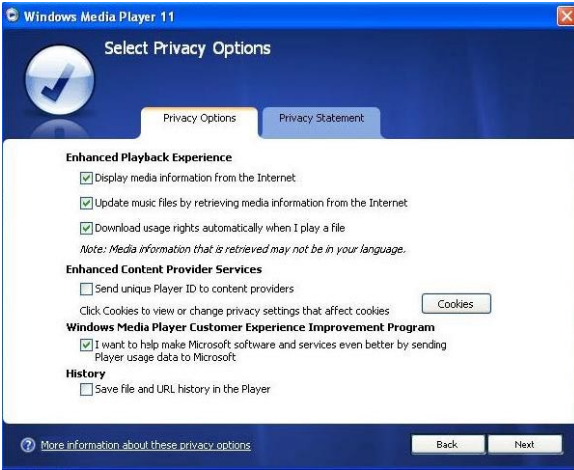 Windows Media Player 11
Select Privacy Options
Privacy Options
Privacy Statement
Enhanced Playback Experience
Display media information from the Internet
Update music files by retrieving media information from the Internet
Download usage rights automatically when I play a file
Note: Media information that is retrieved may not be in your language.
Enhanced Content Provider Services
Send unique Player ID to content providers
Click Cookies to view or change privacy settings that affect cookies
Cookies
Windows Media Player Customer Experience Improvement Program
I want to help make Microsoft software and services even better by sending
Player usage data to Microsoft
History
Save file and URL history in the Player
More information about these privacy options
Back
Next